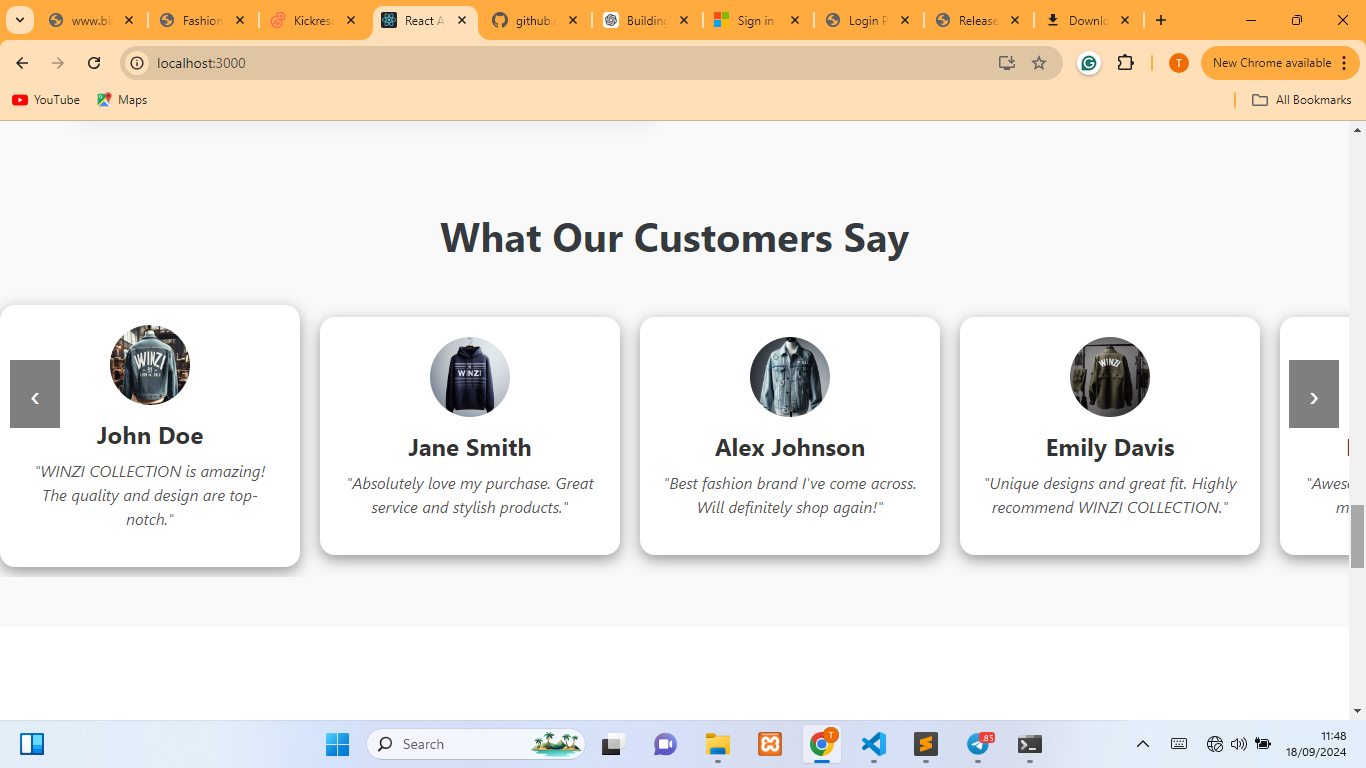 www.bi
Fashion
Kickres
React A
github.c
Building
Sign in
Login P
Release
Downlo
localhost:3000
T
New Chrome available
YouTube
Maps
All Bookmarks
What Our Customers Say
John Doe
"WINZI COLLECTION is amazing!
The quality and design are top-
notch."
Jane Smith
"Absolutely love my purchase. Great
service and stylish products."
Alex Johnson
"Best fashion brand I've come across.
Will definitely shop again!"
Emily Davis
"Unique designs and great fit. Highly
recommend WINZI COLLECTION."
"Awes
m
WINZI
WINZI
WINZI
Search
T
85
11:48
18/09/2024